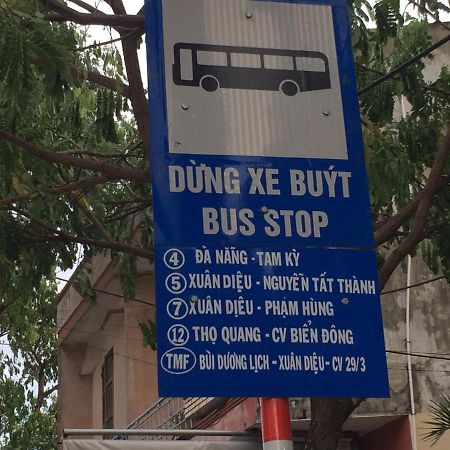 DỪNG XE BUÝT
BUS STOP
4 ĐÀ NẴNG - TAM KỲ
5 XUÂN DIỆU - NGUYỄN TẤT THÀNH
7 XUÂN DIỆU - PHẠM HÙNG
12 THỌ QUANG - CV BIỂN ĐÔNG
TMF BÙI DƯƠNG LỊCH - XUÂN DIỆU - CV 29/3